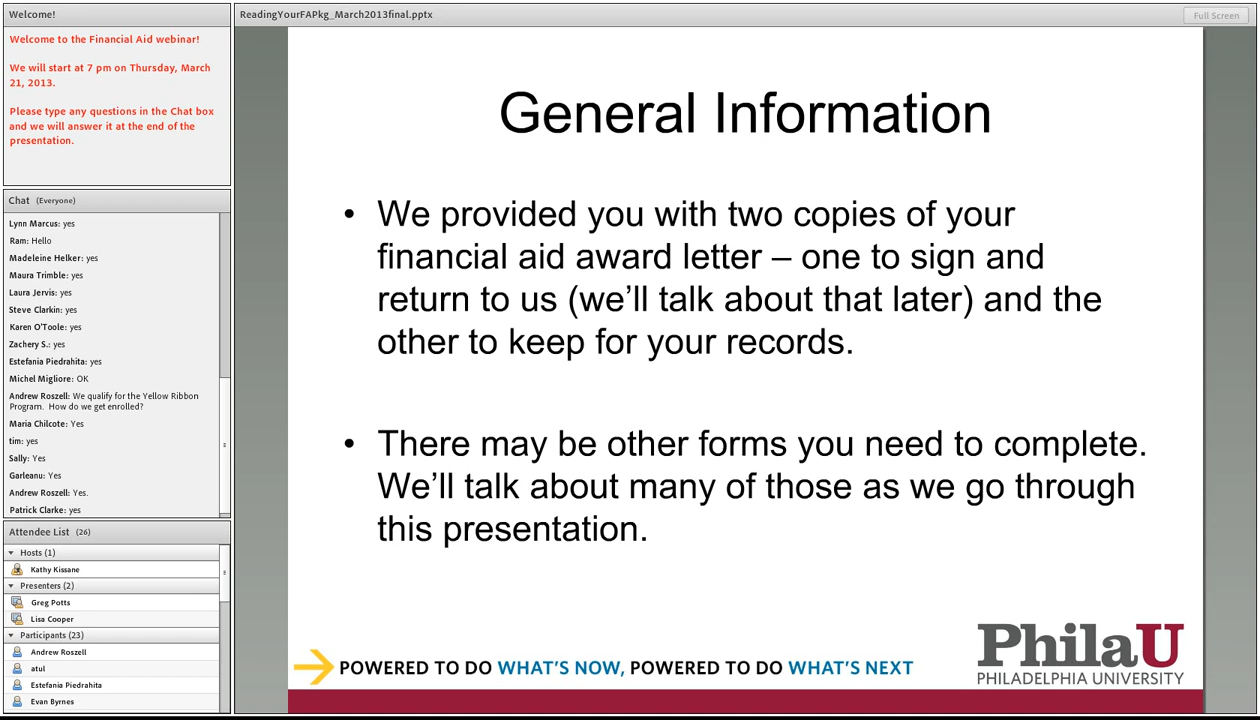 Welcome!
Welcome to the Financial Aid webinar!
We will start at 7 pm on Thursday, March
21, 2013.
Please type any questions in the Chat box
and we will answer it at the end of the
presentation.
Chat (Everyone)
Lynn Marcus: yes
Ram: Hello
Madeleine Helker: yes
Maura Trimble: yes
Laura Jervis: yes
Steve Clarkin: yes
Karen O'Toole: yes
Zachery S.: yes
Estefania Piedrahita: yes
Michel Migliore: OK
Andrew Roszell: We qualify for the Yellow Ribbon
Program. How do we get enrolled?
Maria Chilcote: Yes
tim: yes
Sally: Yes
Garleanu: Yes
Andrew Roszell: Yes.
Patrick Clarke: yes
Attendee List (26)
Hosts (1)
Kathy Kissane
Presenters (2)
Greg Potts
Lisa Cooper
Participants (23)
Andrew Roszell
atul
Estefania Piedrahita
Evan Byrnes
ReadingYourFAPkg_March2013final.pptx
Full Screen
General Information
• We provided you with two copies of your
financial aid award letter – one to sign and
return to us (we’ll talk about that later) and the
other to keep for your records.
• There may be other forms you need to complete.
We’ll talk about many of those as we go through
this presentation.
POWERED TO DO WHAT'S NOW, POWERED TO DO WHAT'S NEXT
PhilaU
PHILADELPHIA UNIVERSITY